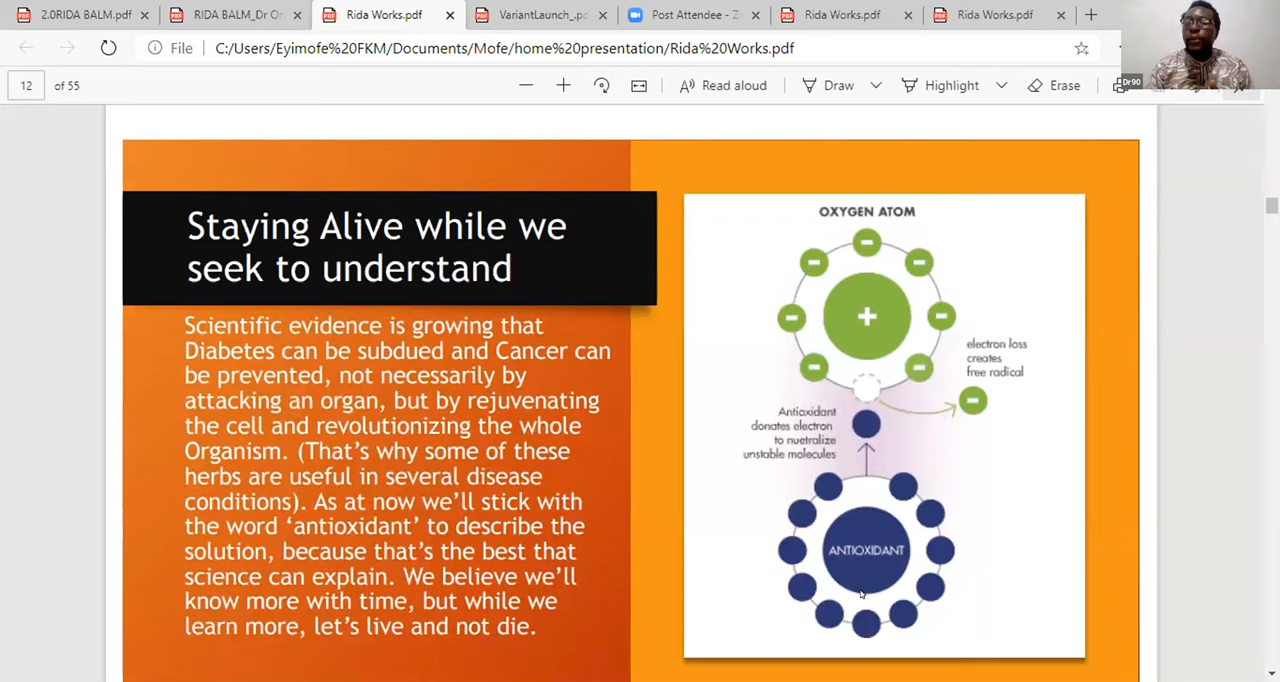 2.0RIDA BALM.pdf
RIDA BALM_Dr On
Rida Works.pdf
VariantLaunch_.pd
Post Attendee - Z
Rida Works.pdf
Rida Works.pdf
File
C:/Users/Eyimofe%20FKM/Documents/Mofe/home%20presentation/Rida%20Works.pdf
12 of 55
Read aloud
Draw
Highlight
Erase
Dr90
Staying Alive while we
seek to understand
Scientific evidence is growing that
Diabetes can be subdued and Cancer can
be prevented, not necessarily by
attacking an organ, but by rejuvenating
the cell and revolutionizing the whole
Organism. (That's why some of these
herbs are useful in several disease
conditions). As at now we'll stick with
the word 'antioxidant' to describe the
solution, because that's the best that
science can explain. We believe we'll
know more with time, but while we
learn more, let's live and not die.
OXYGEN ATOM
electron loss
creates
free radical
Antioxidant
donates electron
to nuetralize
unstable molecules
ANTIOXIDANT